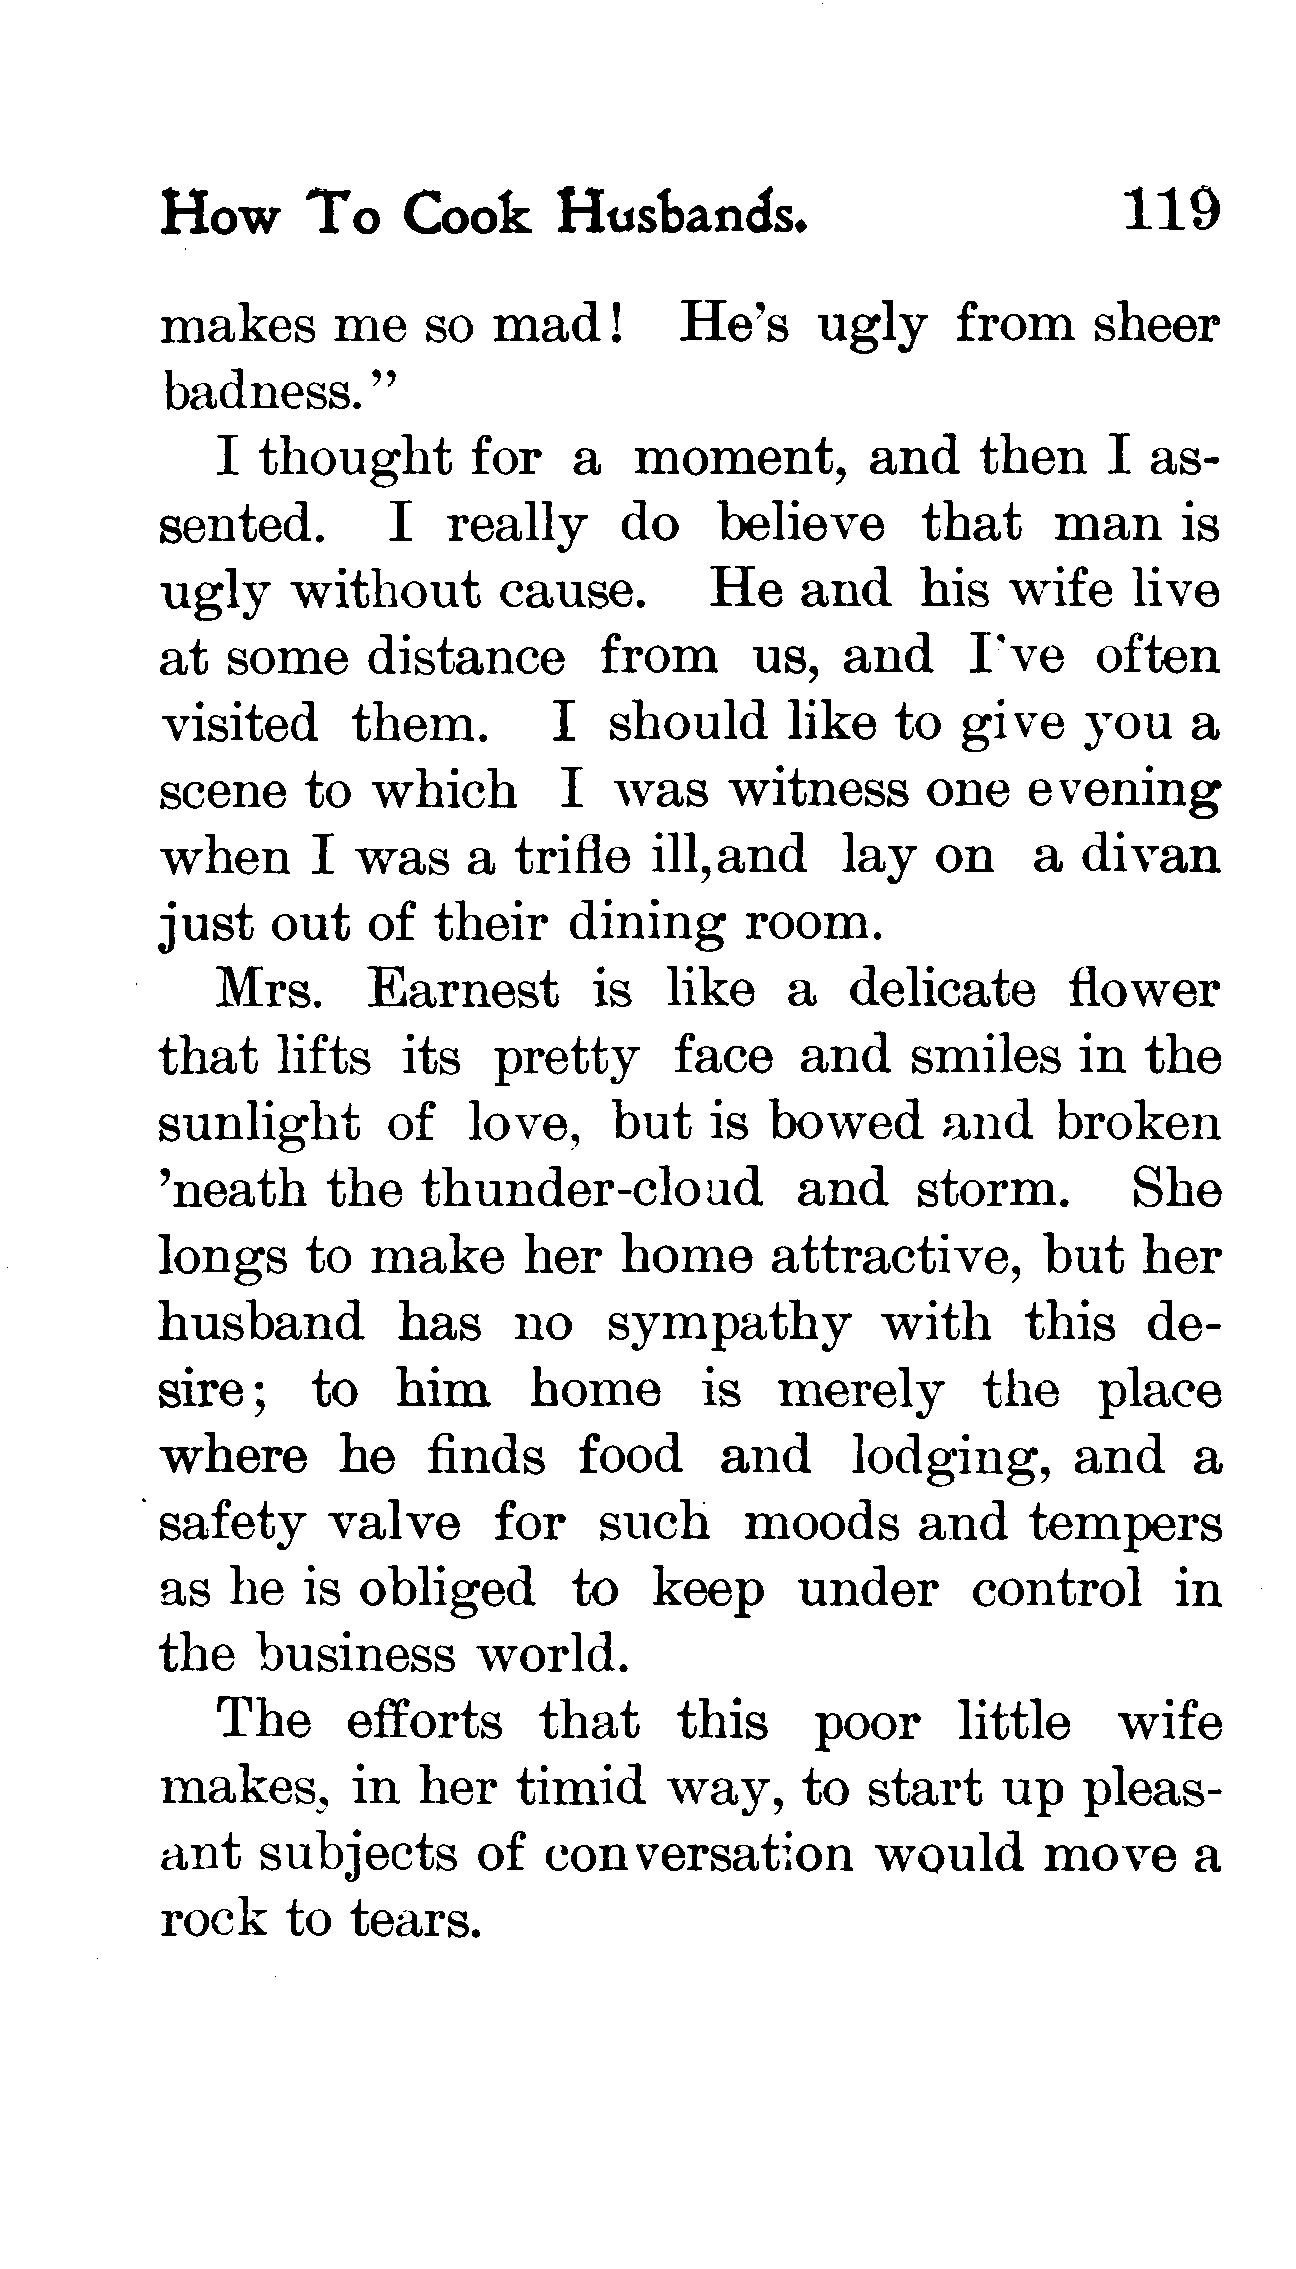 How To Cook Husbands. 119
makes me so mad! He's ugly from sheer
badness.”
I thought for a moment, and then I as-
sented. I really do believe that man is
ugly without cause. He and his wife live
at some distance from us, and I've often
visited them. I should like to give you a
scene to which I was witness one evening
when I was a trifle ill,and lay on a divan
just out of their dining room.
Mrs. Earnest is like a delicate flower
that lifts its pretty face and smiles in the
sunlight of love, but is bowed and broken
’neath the thunder-cloud and storm. She
longs to make her home attractive, but her
husband has no sympathy with this de-
sire; to him home is merely the place
where he finds food and lodging, and a
safety valve for such moods and tempers
as he is obliged to keep under control in
the business world.
The efforts that this poor little wife
makes, in her timid way, to start up pleas-
ant subjects of conversation would move a
rock to tears.